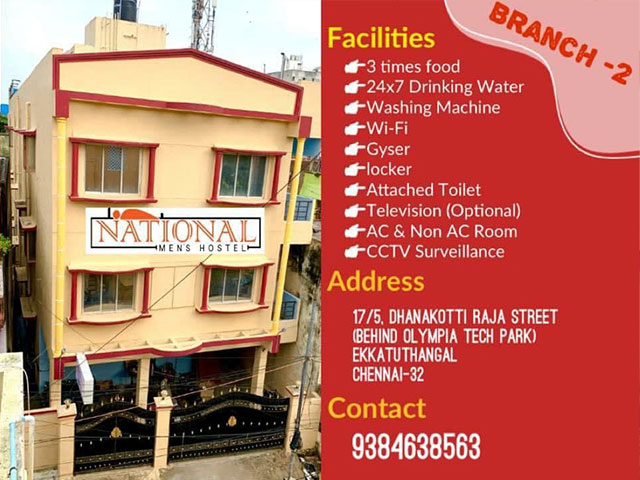 NATIONAL
MENS HOSTEL
BRANCH -2
Facilities
3 times food
24x7 Drinking Water
Washing Machine
Wi-Fi
Gyser
locker
Attached Toilet
Television (Optional)
AC & Non AC Room
CCTV Surveillance
Address
17/5, DHANAKOTTI RAJA STREET
(BEHIND OLYMPIA TECH PARK)
EKKATUTHANGAL
CHENNAI-32
Contact
9384638563